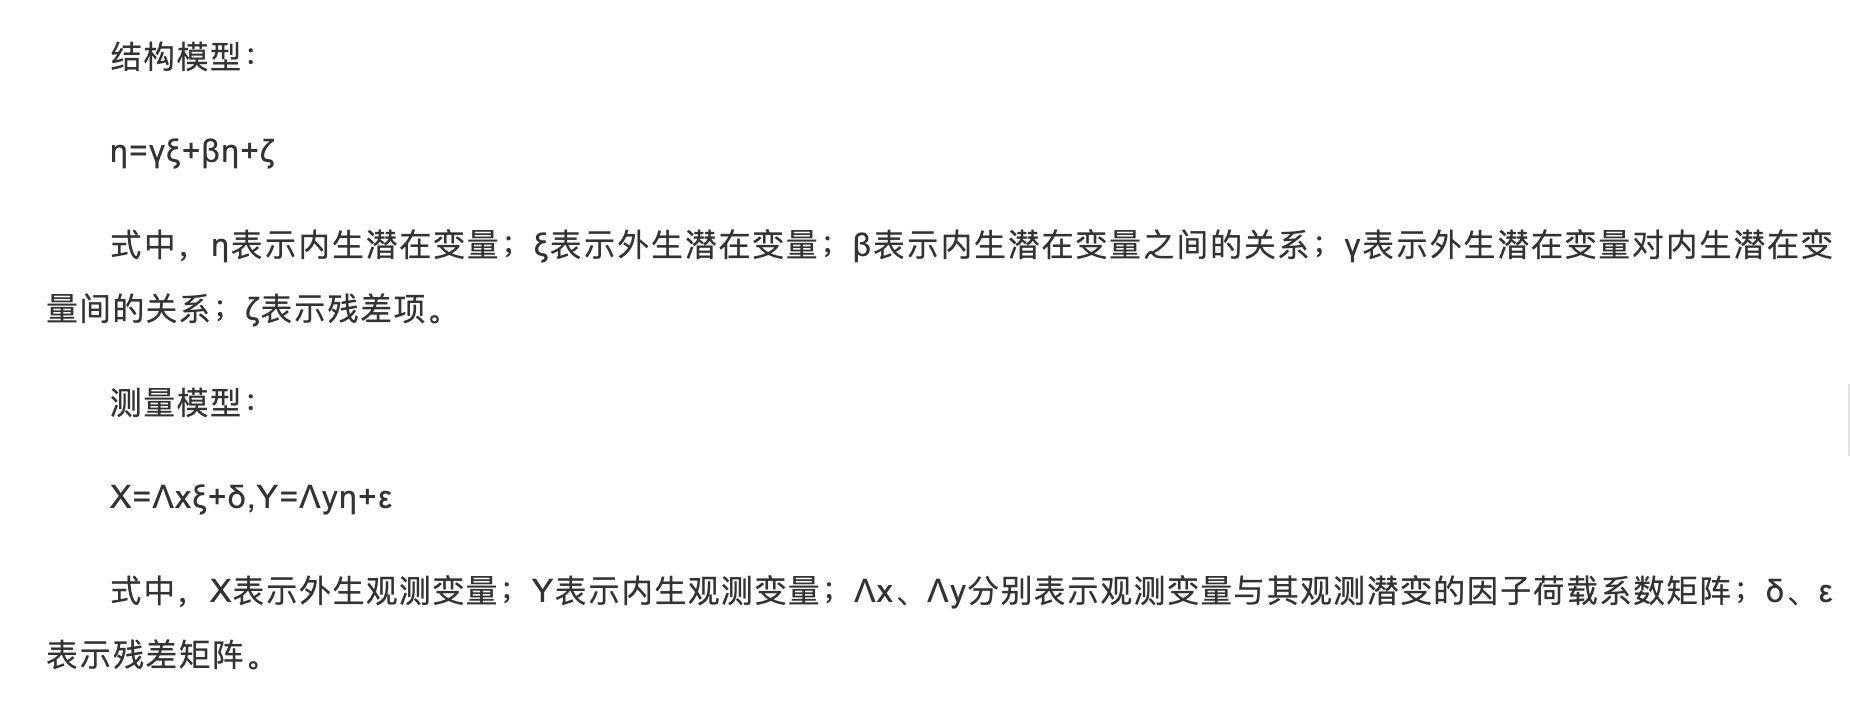 结构模型：
η=γξ+βη+ζ
式中，η表示内生潜在变量；ξ表示外生潜在变量；β表示内生潜在变量之间的关系；γ表示外生潜在变量对内生潜在变
量间的关系；ζ表示残差项。
测量模型：
X=Λxξ+δ,Y=Λyη+ε
式中，X表示外生观测变量；Y表示内生观测变量；Λx、Λy分别表示观测变量与其观测潜变的因子荷载系数矩阵；δ、ε
表示残差矩阵。